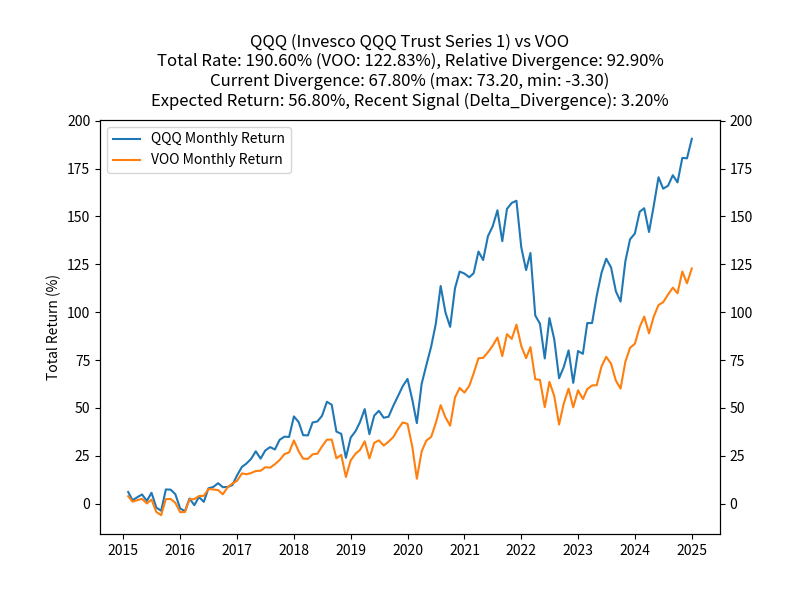 QQQ (Invesco QQQ Trust Series 1) vs VOO
Total Rate: 190.60% (VOO: 122.83%), Relative Divergence: 92.90%
Current Divergence: 67.80% (max: 73.20, min: -3.30)
Expected Return: 56.80%, Recent Signal (Delta_Divergence): 3.20%
QQQ Monthly Return
VOO Monthly Return
Total Return (%)
200
175
150
125
100
75
50
25
0
200
175
150
125
100
75
50
25
0
2015 2016 2017 2018 2019 2020 2021 2022 2023 2024 2025